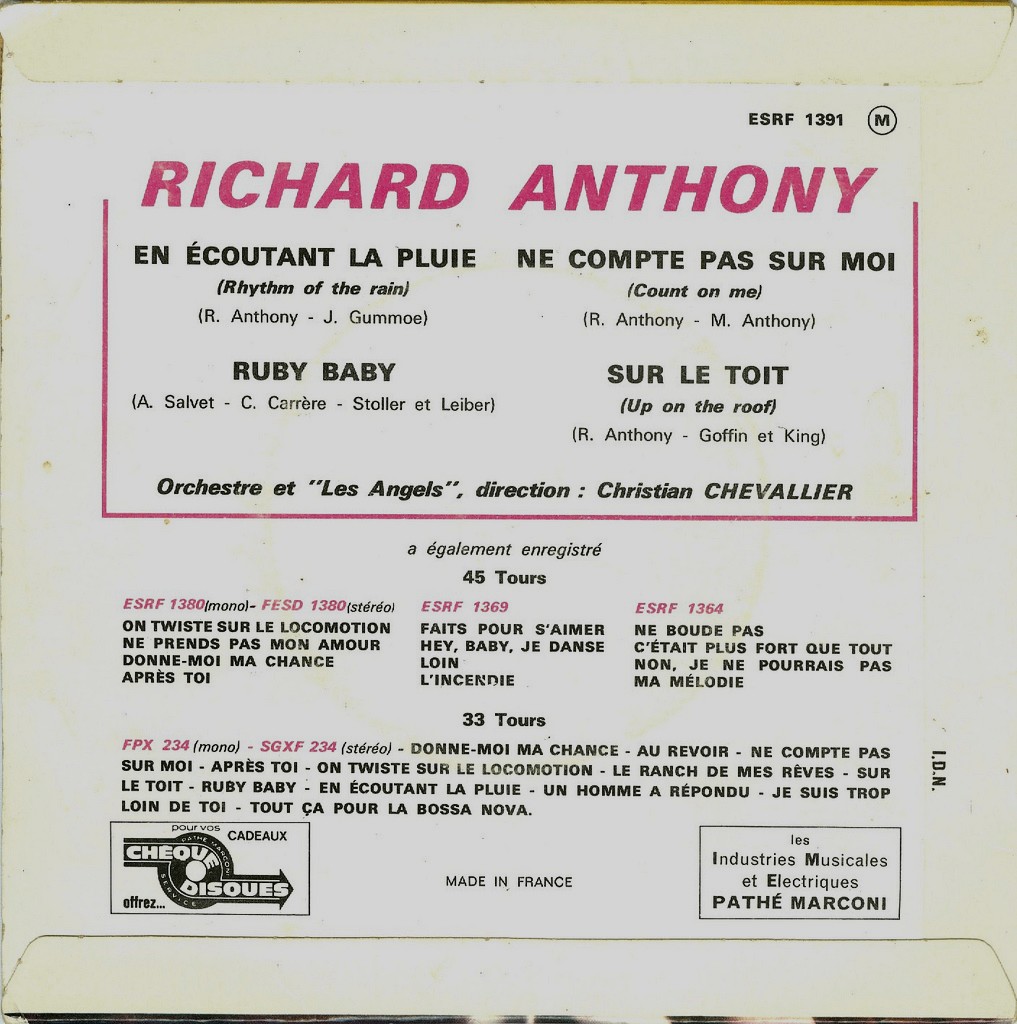 ESRF 1391 M
RICHARD ANTHONY
EN ÉCOUTANT LA PLUIE
(Rhythm of the rain)
(R. Anthony - J. Gummoe)
RUBY BABY
(A. Salvet - C. Carrère - Stoller et Leiber)
NE COMPTE PAS SUR MOI
(Count on me)
(R. Anthony - M. Anthony)
SUR LE TOIT
(Up on the roof)
(R. Anthony - Goffin et King)
Orchestre et "Les Angels", direction : Christian CHEVALLIER
a également enregistré
45 Tours
ESRF 1380 (mono) - FESD 1380 (stéréo)
ON TWISTE SUR LE LOCOMOTION
NE PRENDS PAS MON AMOUR
DONNE-MOI MA CHANCE
APRÈS TOI
ESRF 1369
FAITS POUR S'AIMER
HEY, BABY, JE DANSE
LOIN
L'INCENDIE
ESRF 1364
NE BOUDE PAS
C'ÉTAIT PLUS FORT QUE TOUT
NON, JE NE POURRAIS PAS
MA MÉLODIE
33 Tours
FPX 234 (mono) - SGXF 234 (stéréo) - DONNE-MOI MA CHANCE - AU REVOIR - NE COMPTE PAS
SUR MOI - APRÈS TOI - ON TWISTE SUR LE LOCOMOTION - LE RANCH DE MES RÊVES - SUR
LE TOIT - RUBY BABY - EN ÉCOUTANT LA PLUIE - UN HOMME A RÉPONDU - JE SUIS TROP
LOIN DE TOI - TOUT ÇA POUR LA BOSSA NOVA.
I.D.N.
pour vos
CADEAUX
PATHÉ MARCONI
CHÈQUE
DISQUES
SERVICE
offrez...
MADE IN FRANCE
les
Industries Musicales
et Electriques
PATHÉ MARCONI